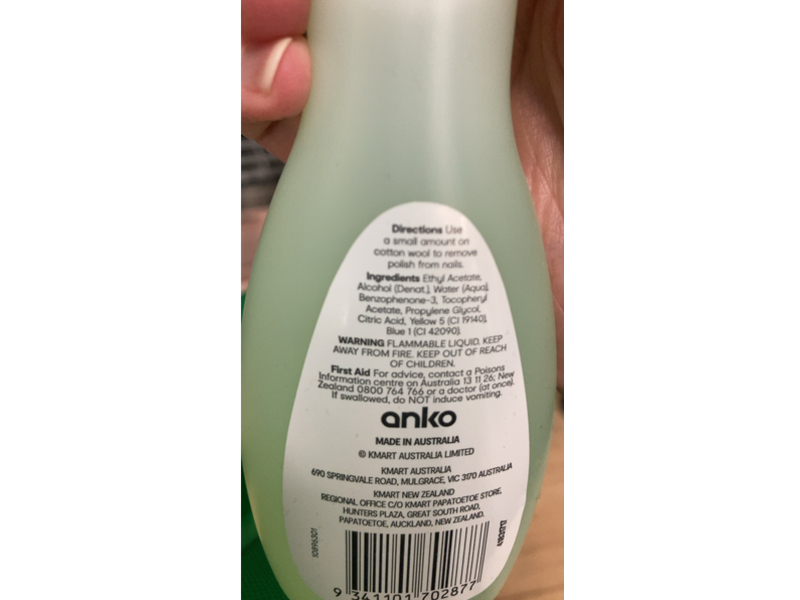 Directions Use
a small amount on
cotton wool to remove
polish from nails.
Ingredients Ethyl Acetate,
Alcohol (Denat.), Water (Aqua),
Benzophenone-3, Tocopheryl
Acetate, Propylene Glycol,
Citric Acid, Yellow 5 (CI 19140),
Blue 1 (CI 42090).
WARNING FLAMMABLE LIQUID. KEEP
AWAY FROM FIRE. KEEP OUT OF REACH
OF CHILDREN.
First Aid For advice, contact a Poisons
Information centre on Australia 13 11 26; New
Zealand 0800 764 766 or a doctor (at once).
If swallowed, do NOT induce vomiting.
anko
MADE IN AUSTRALIA
© KMART AUSTRALIA LIMITED
KMART AUSTRALIA
690 SPRINGVALE ROAD, MULGRACE, VIC 3170 AUSTRALIA
KMART NEW ZEALAND
REGIONAL OFFICE C/O KMART PAPATOETOE STORE,
HUNTERS PLAZA, GREAT SOUTH ROAD,
PAPATOETOE, AUCKLAND, NEW ZEALAND.
9 341101 702877